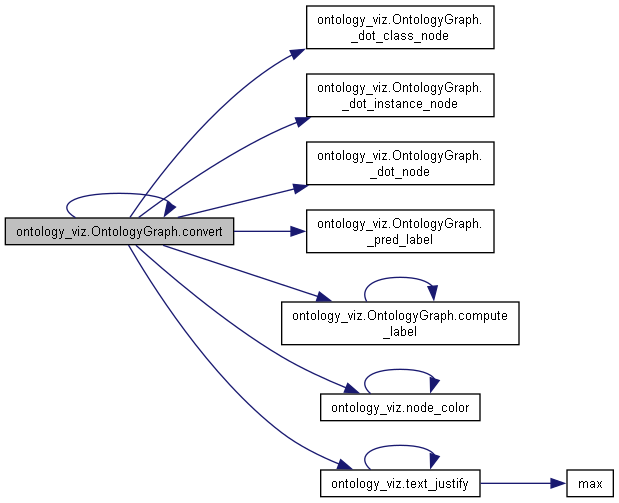 ontology_viz.OntologyGraph.
_dot_class_node
ontology_viz.OntologyGraph.
_dot_instance_node
ontology_viz.OntologyGraph.
_dot_node
ontology_viz.OntologyGraph.convert
ontology_viz.OntologyGraph.
_pred_label
ontology_viz.OntologyGraph.compute
_label
ontology_viz.node_color
ontology_viz.text_justify
max